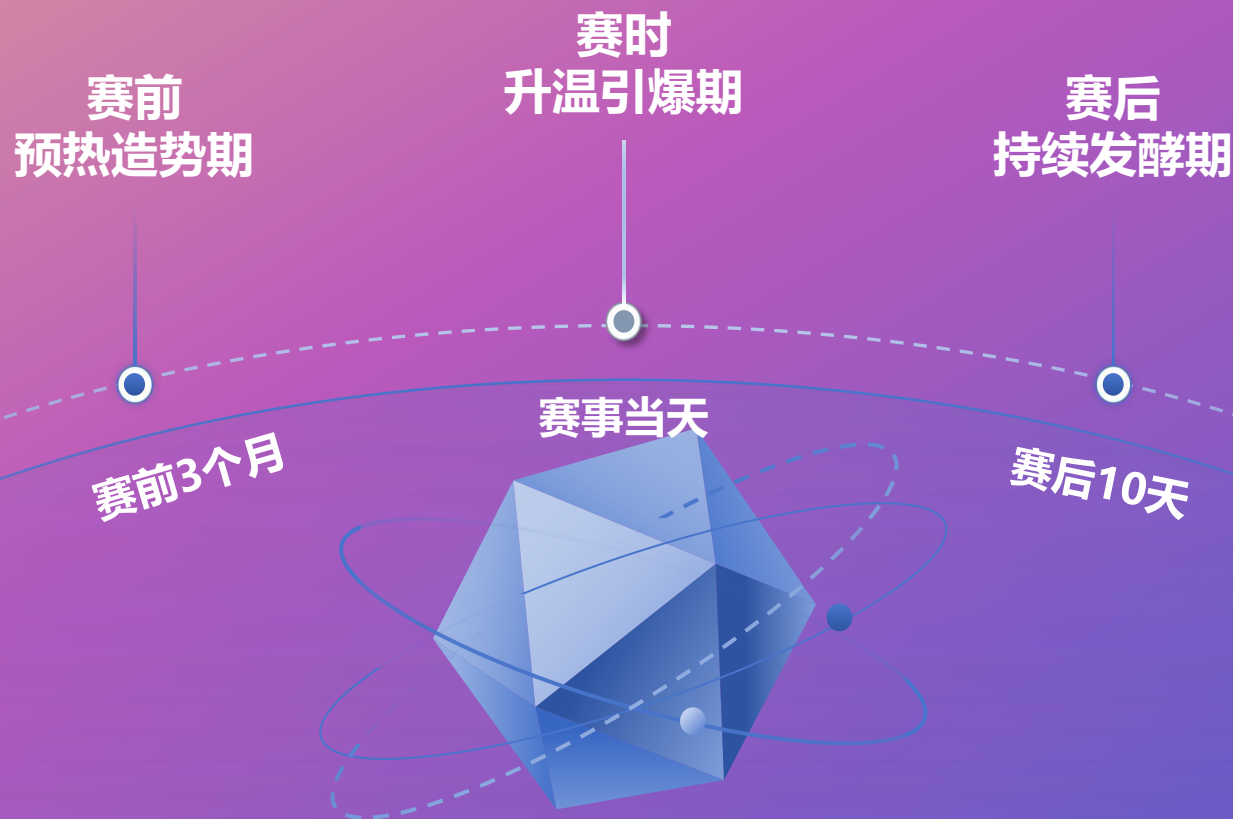 赛前
预热造势期
赛时
升温引爆期
赛后
持续发酵期
赛前3个月
赛事当天
赛后10天